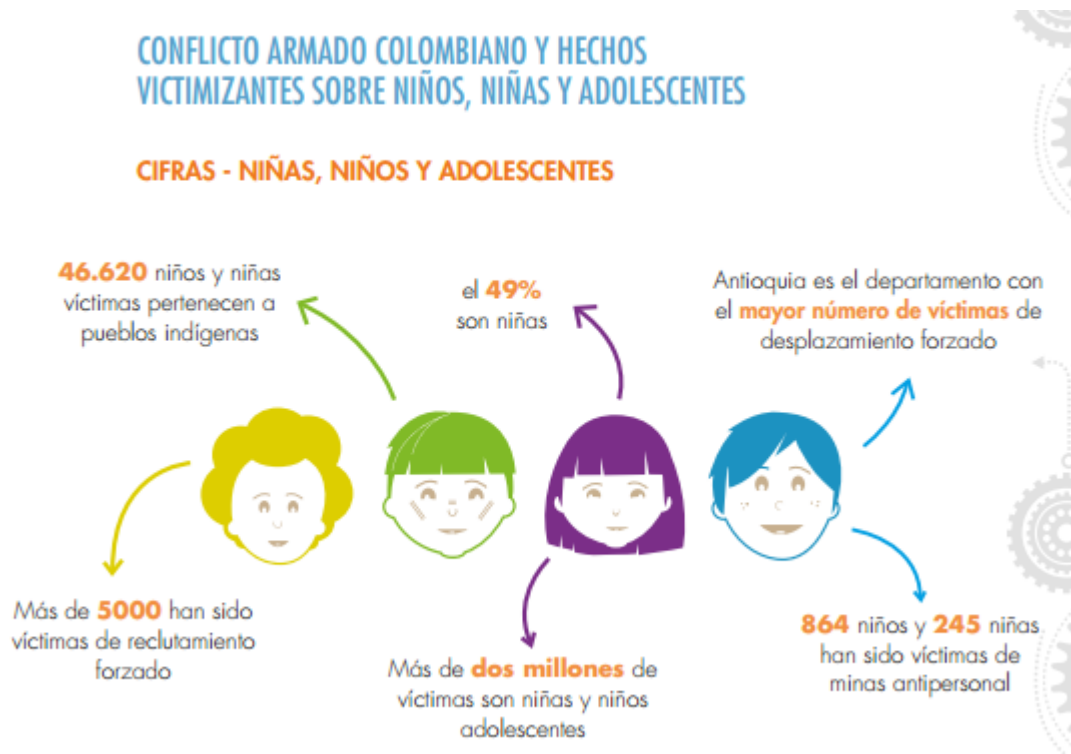 CONFLICTO ARMADO COLOMBIANO Y HECHOS
VICTIMIZANTES SOBRE NIÑOS, NIÑAS Y ADOLESCENTES
CIFRAS - NIÑAS, NIÑOS Y ADOLESCENTES
46.620 niños y niñas
víctimas pertenecen a
pueblos indígenas
el 49%
son niñas
Antioquia es el departamento con
el mayor número de víctimas de
desplazamiento forzado
Más de 5000 han sido
víctimas de reclutamiento
forzado
Más de dos millones de
víctimas son niñas y niños
adolescentes
864 niños y 245 niñas
han sido víctimas de
minas antipersonal